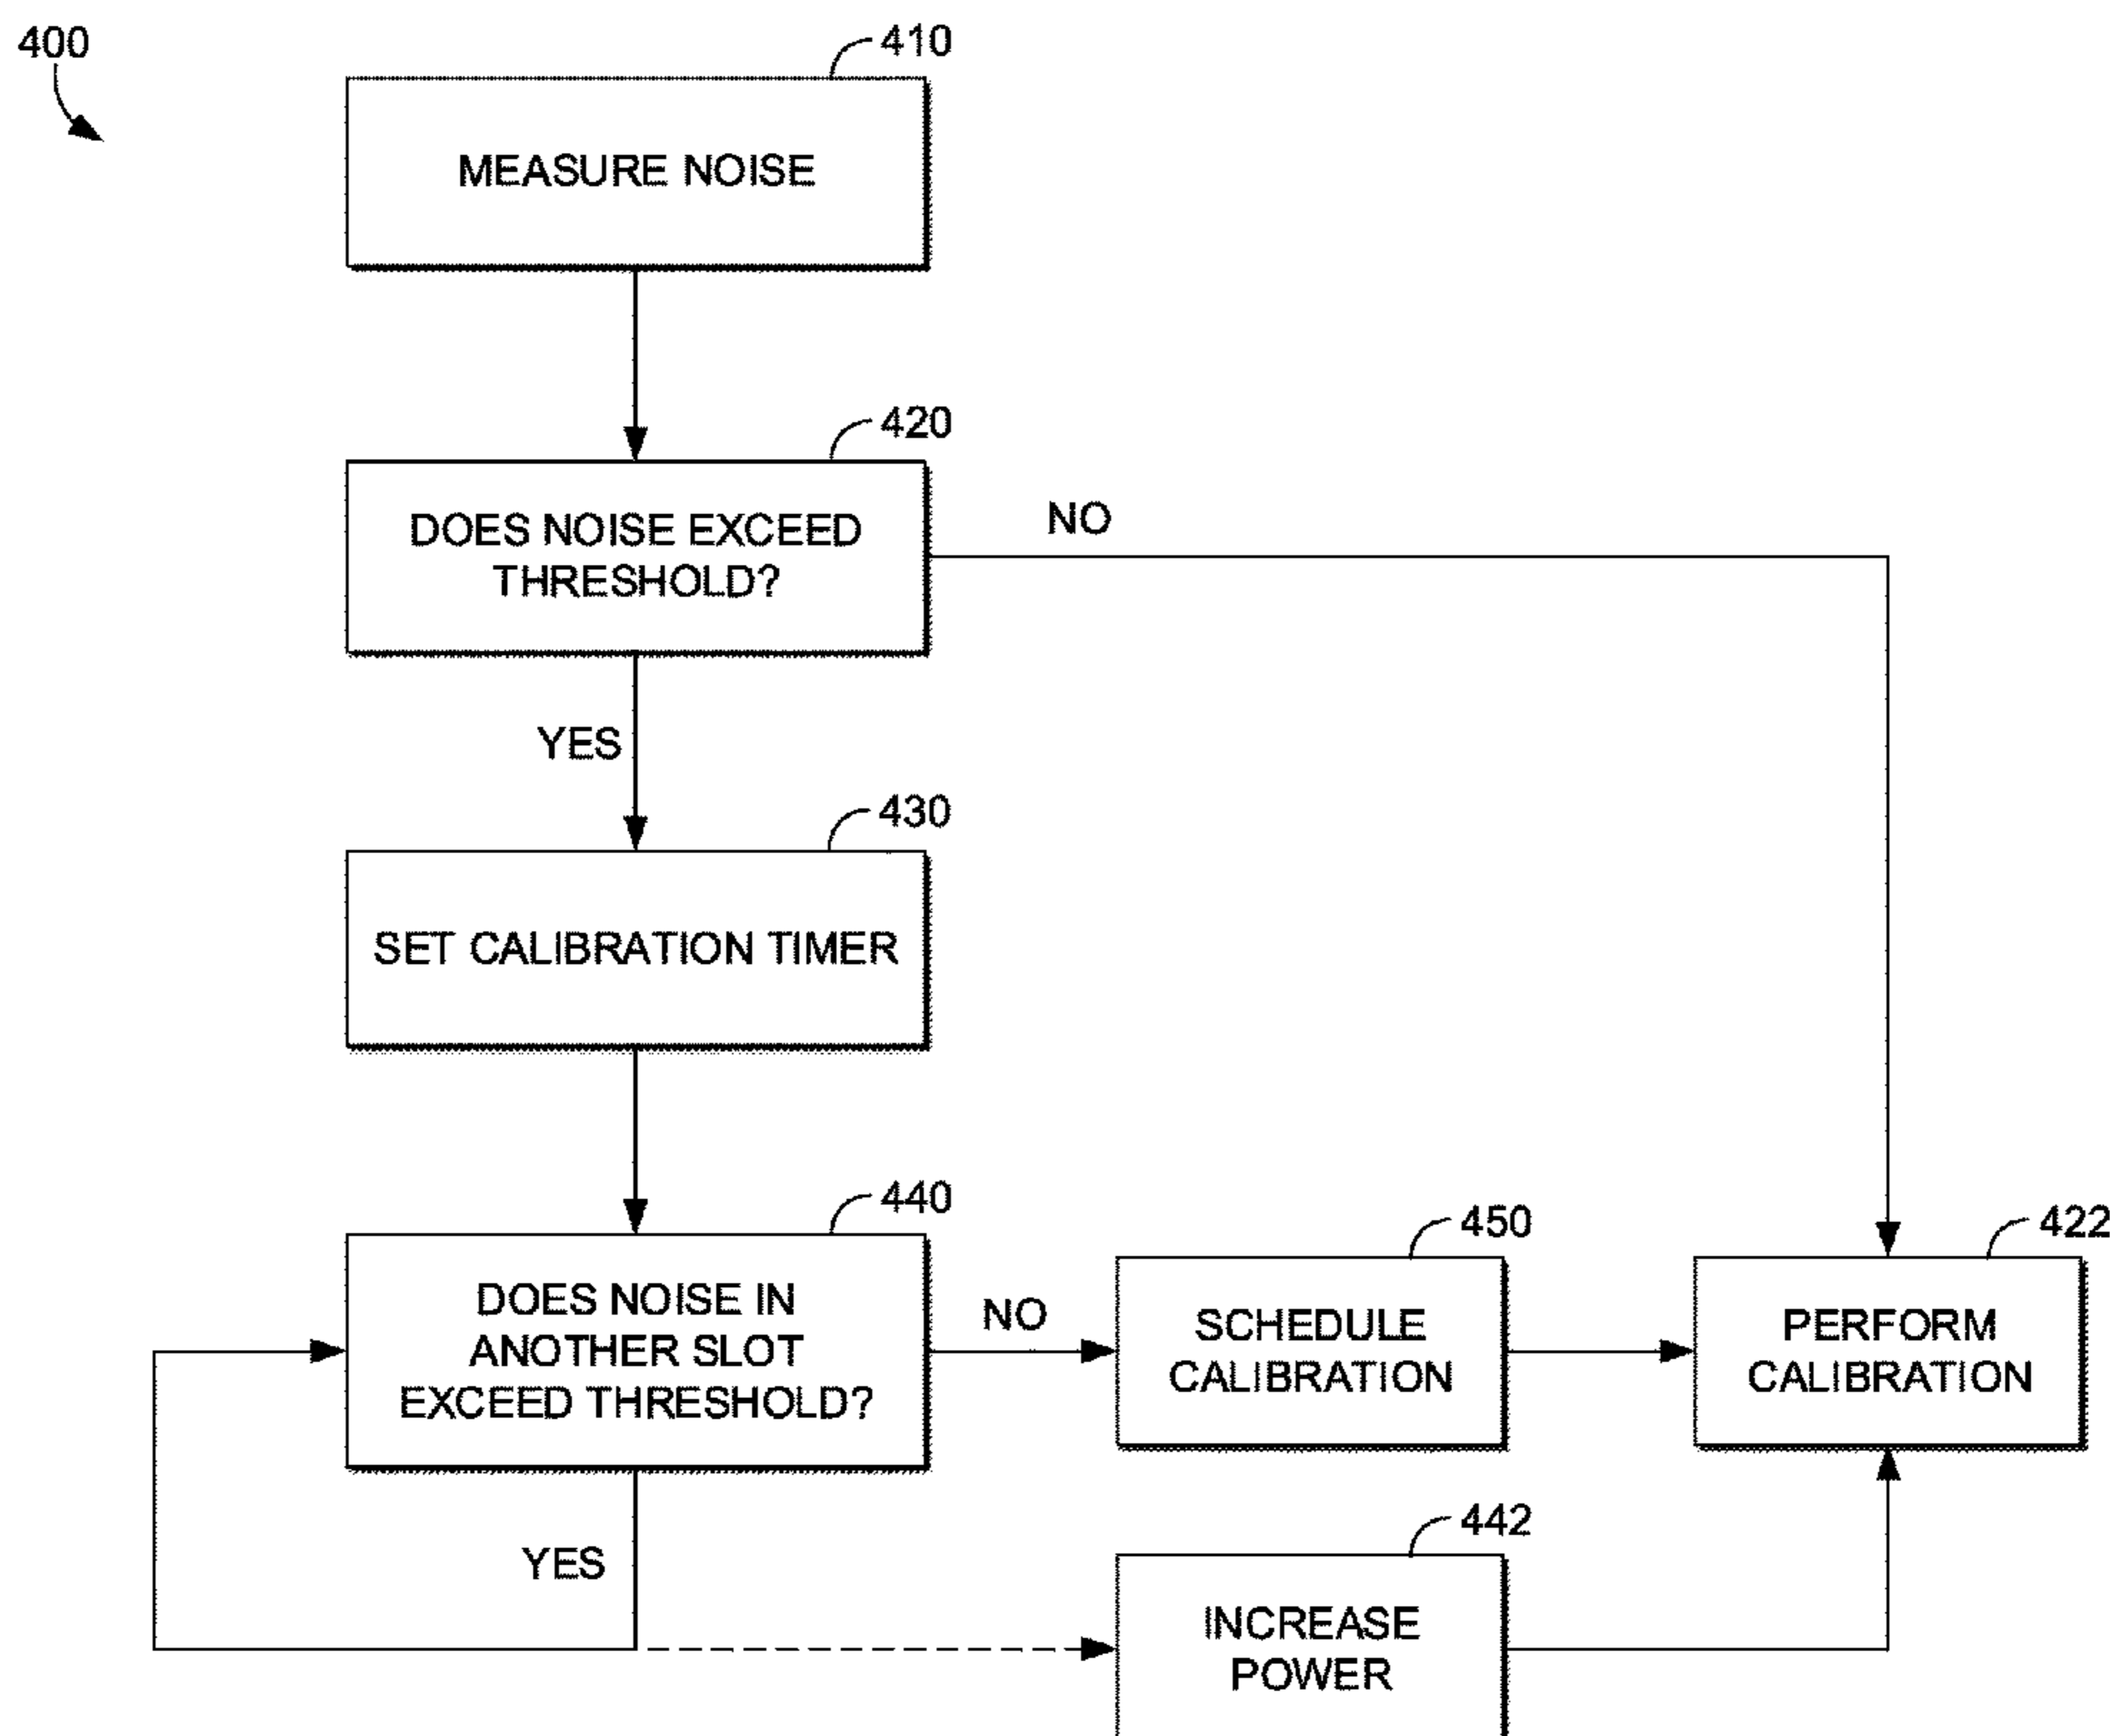 400
410
MEASURE NOISE
420
DOES NOISE EXCEED
THRESHOLD?
NO
YES
430
SET CALIBRATION TIMER
440
DOES NOISE IN
ANOTHER SLOT
EXCEED THRESHOLD?
NO
450
SCHEDULE
CALIBRATION
422
PERFORM
CALIBRATION
YES
442
INCREASE
POWER